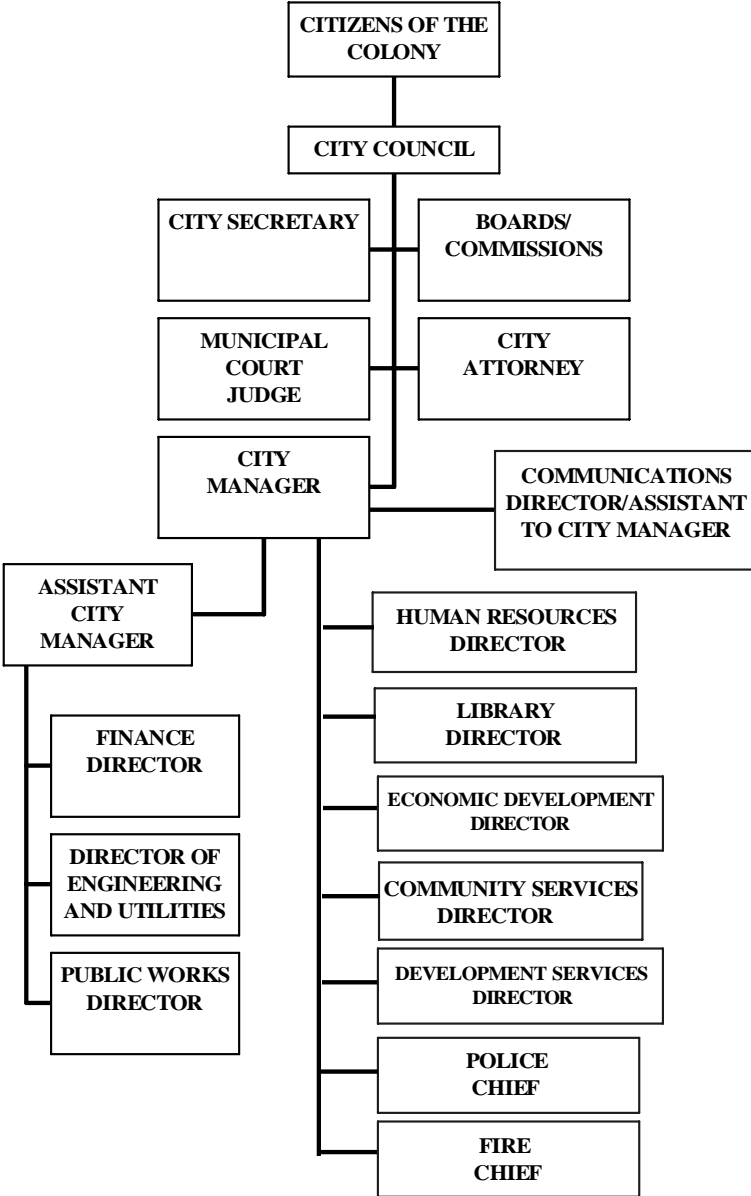 CITIZENS OF THE
COLONY
CITY COUNCIL
CITY SECRETARY
BOARDS/
COMMISSIONS
MUNICIPAL
COURT
JUDGE
CITY
ATTORNEY
CITY
MANAGER
COMMUNICATIONS
DIRECTOR/ASSISTANT
TO CITY MANAGER
ASSISTANT
CITY
MANAGER
FINANCE
DIRECTOR
DIRECTOR OF
ENGINEERING
AND UTILITIES
PUBLIC WORKS
DIRECTOR
HUMAN RESOURCES
DIRECTOR
LIBRARY
DIRECTOR
ECONOMIC DEVELOPMENT
DIRECTOR
COMMUNITY SERVICES
DIRECTOR
DEVELOPMENT SERVICES
DIRECTOR
POLICE
CHIEF
FIRE
CHIEF